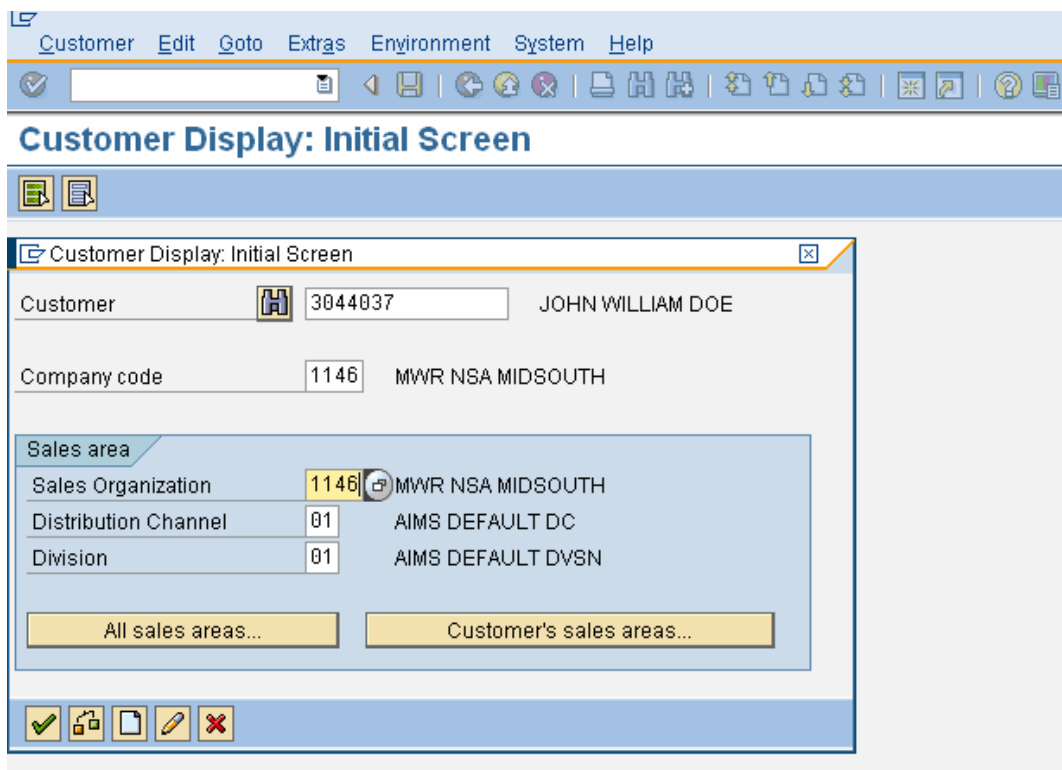 Customer Edit Goto Extras Environment System Help
Customer Display: Initial Screen
Customer Display: Initial Screen
Customer 3044037 JOHN WILLIAM DOE
Company code 1146 MWR NSA MIDSOUTH
Sales area
Sales Organization 1146 MWR NSA MIDSOUTH
Distribution Channel 01 AIMS DEFAULT DC
Division 01 AIMS DEFAULT DVSN
All sales areas... Customer's sales areas...